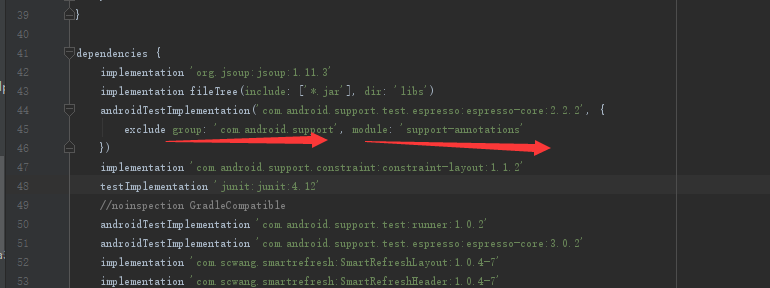 39 }
40
41 dependencies {
42 implementation 'org.jsoup:jsoup:1.11.3'
43 implementation fileTree(include: ['*.jar'], dir: 'libs')
44 androidTestImplementation('com.android.support.test.espresso:espresso-core:2.2.2', {
45 exclude group: 'com.android.support', module: 'support-annotations'
46 })
47 implementation 'com.android.support.constraint:constraint-layout:1.1.2'
48 testImplementation 'junit:junit:4.12'
49 //noinspection GradleCompatible
50 androidTestImplementation 'com.android.support.test:runner:1.0.2'
51 androidTestImplementation 'com.android.support.test.espresso:espresso-core:3.0.2'
52 implementation 'com.scwang.smartrefresh:SmartRefreshLayout:1.0.4-7'
53 implementation 'com.scwang.smartrefresh:SmartRefreshHeader:1.0.4-7'